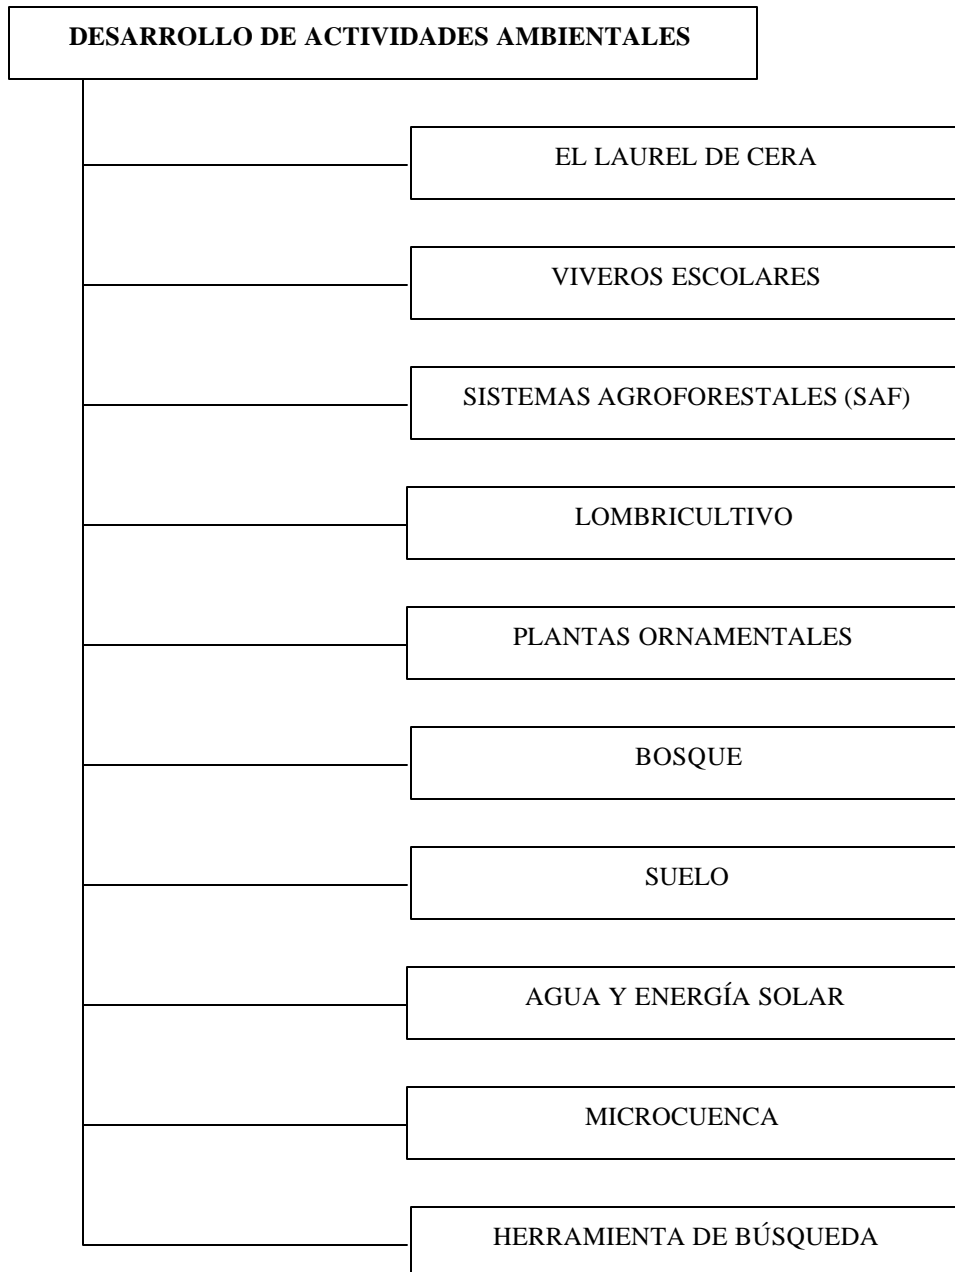 DESARROLLO DE ACTIVIDADES AMBIENTALES
EL LAUREL DE CERA
VIVEROS ESCOLARES
SISTEMAS AGROFORESTALES (SAF)
LOMBRICULTIVO
PLANTAS ORNAMENTALES
BOSQUE
SUELO
AGUA Y ENERGÍA SOLAR
MICROCUENCA
HERRAMIENTA DE BÚSQUEDA